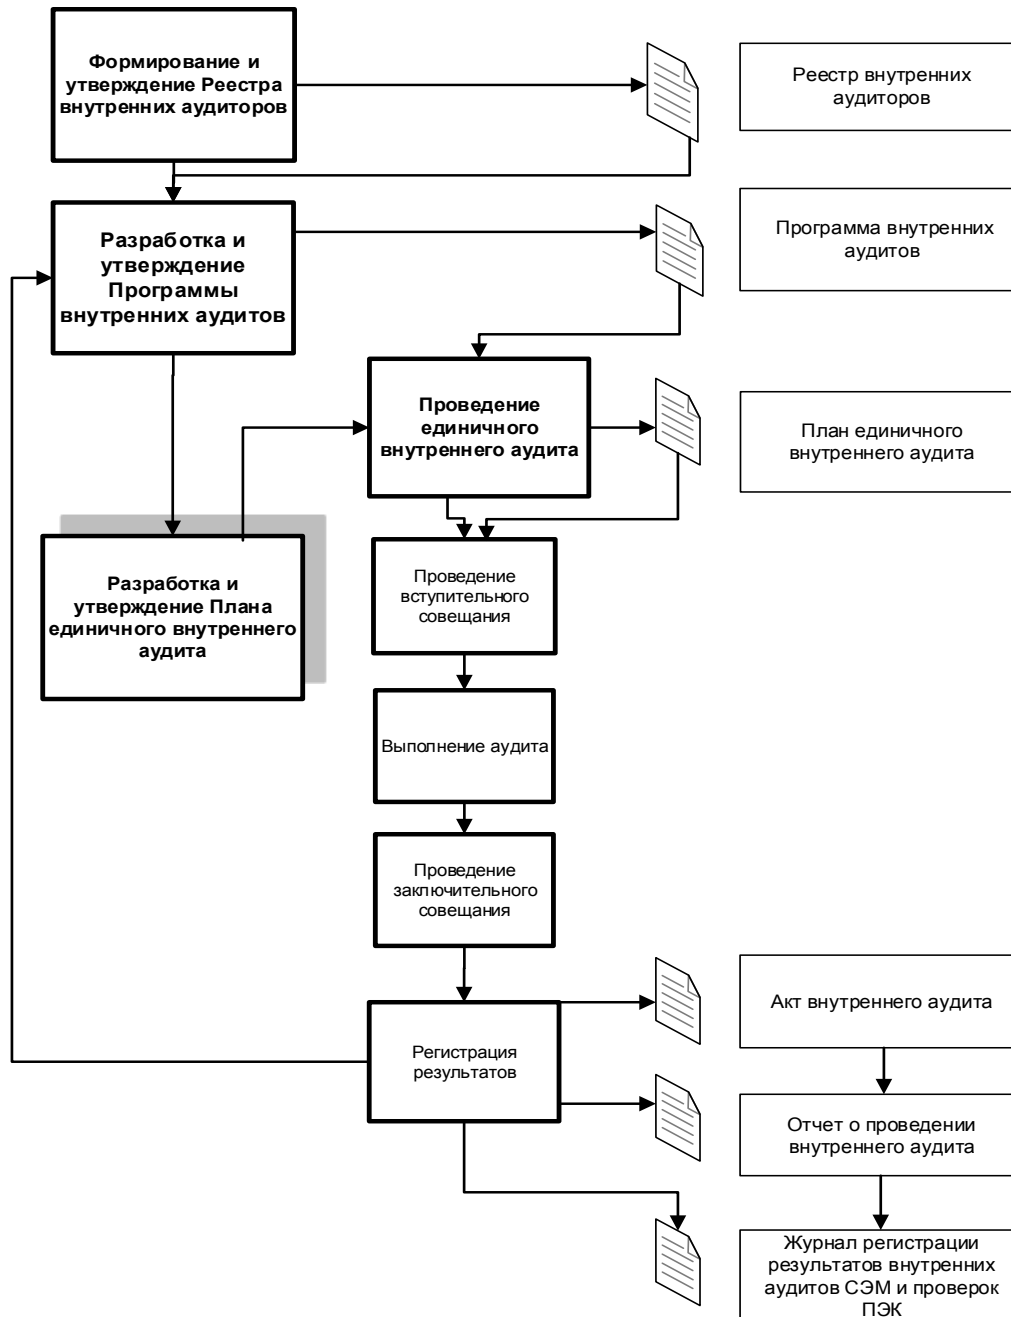 Формирование и
утверждение Реестра
внутренних аудиторов
Реестр внутренних
аудиторов
Разработка и
утверждение
Программы
внутренних аудитов
Программа внутренних
аудитов
Проведение
единичного
внутреннего аудита
План единичного
внутреннего аудита
Разработка и
утверждение Плана
единичного внутреннего
аудита
Проведение
вступительного
совещания
Выполнение аудита
Проведение
заключительного
совещания
Регистрация
результатов
Акт внутреннего аудита
Отчет о проведении
внутреннего аудита
Журнал регистрации
результатов внутренних
аудитов СЭМ и проверок
ПЭК